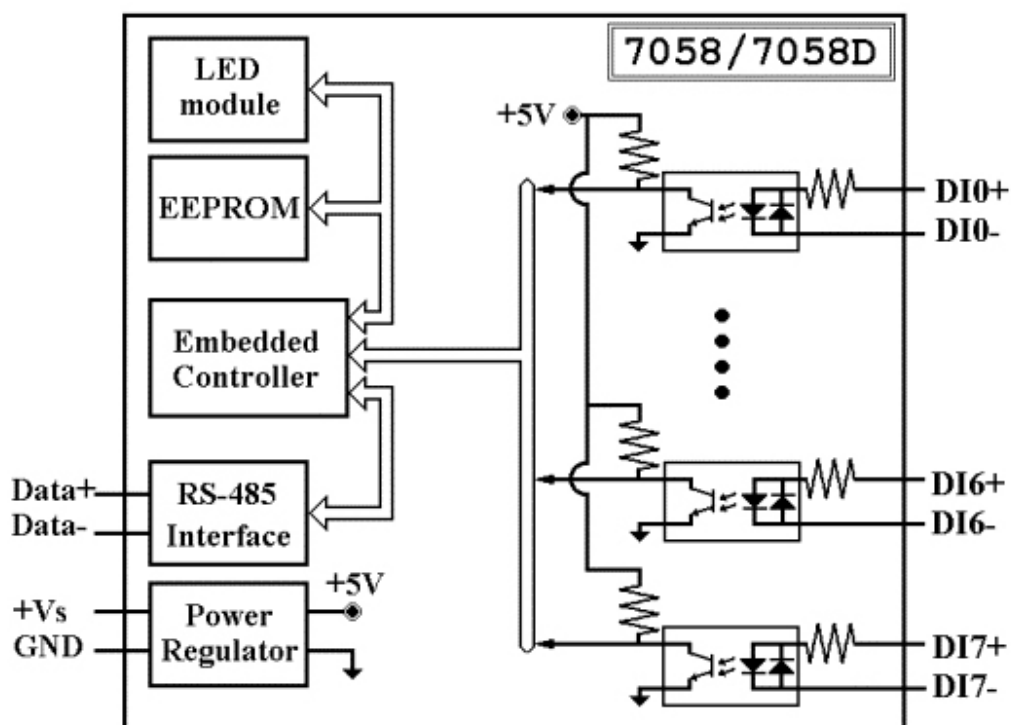 7058/7058D
LED
module
EEPROM
Embedded
Controller
RS-485
Interface
Power
Regulator
Data+
Data-
+Vs
GND
+5V
+5V
DI0+
DI0-
DI6+
DI6-
DI7+
DI7-